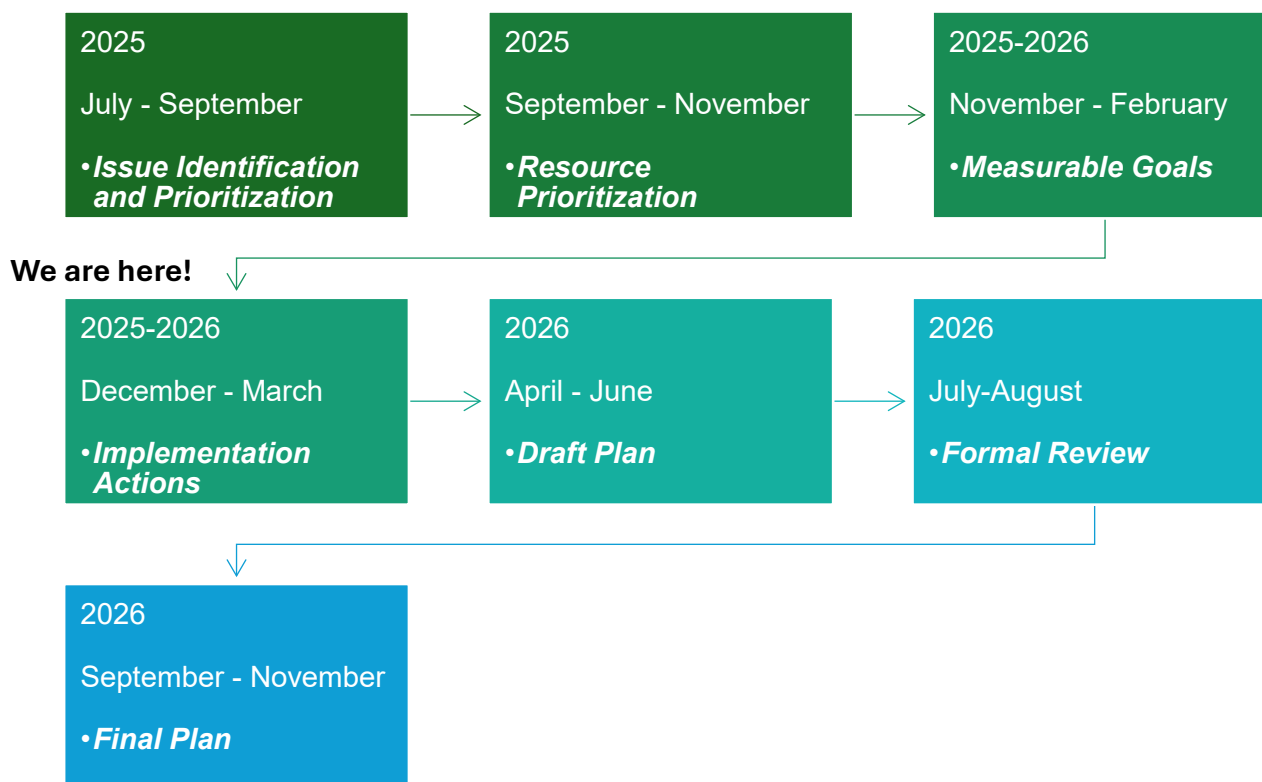 2025
July - September
•Issue Identification
and Prioritization
2025
September - November
•Resource
Prioritization
2025-2026
November - February
•Measurable Goals
We are here!
2025-2026
December - March
•Implementation
Actions
2026
April - June
•Draft Plan
2026
July-August
•Formal Review
2026
September - November
•Final Plan